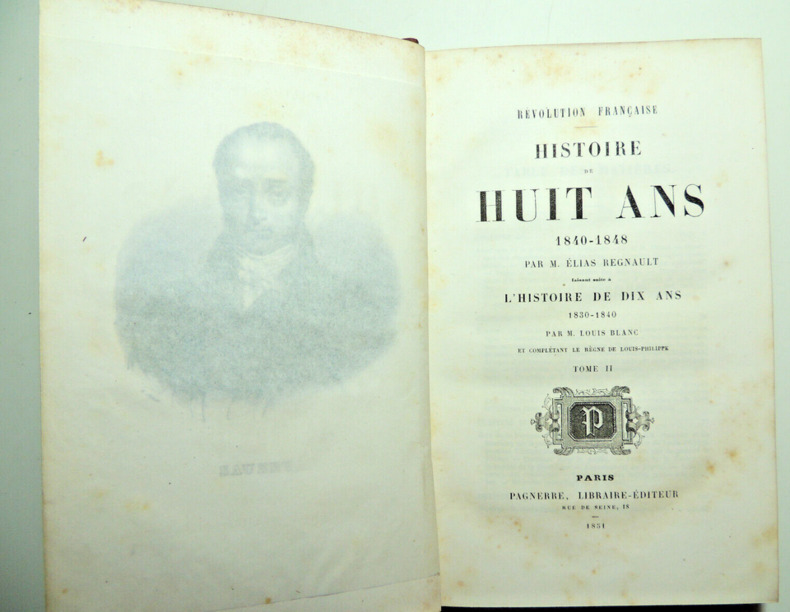 RÉVOLUTION FRANÇAISE
HISTOIRE
DE
HUIT ANS
1840-1848
PAR M. ÉLIAS REGNAULT
faisant suite à
L'HISTOIRE DE DIX ANS
1830-1840
PAR M. LOUIS BLANC
ET COMPLÉTANT LE RÈGNE DE LOUIS-PHILIPPE
TOME II
P
PARIS
PAGNERRE, LIBRAIRE-ÉDITEUR
RUE DE SEINE, 18
1851